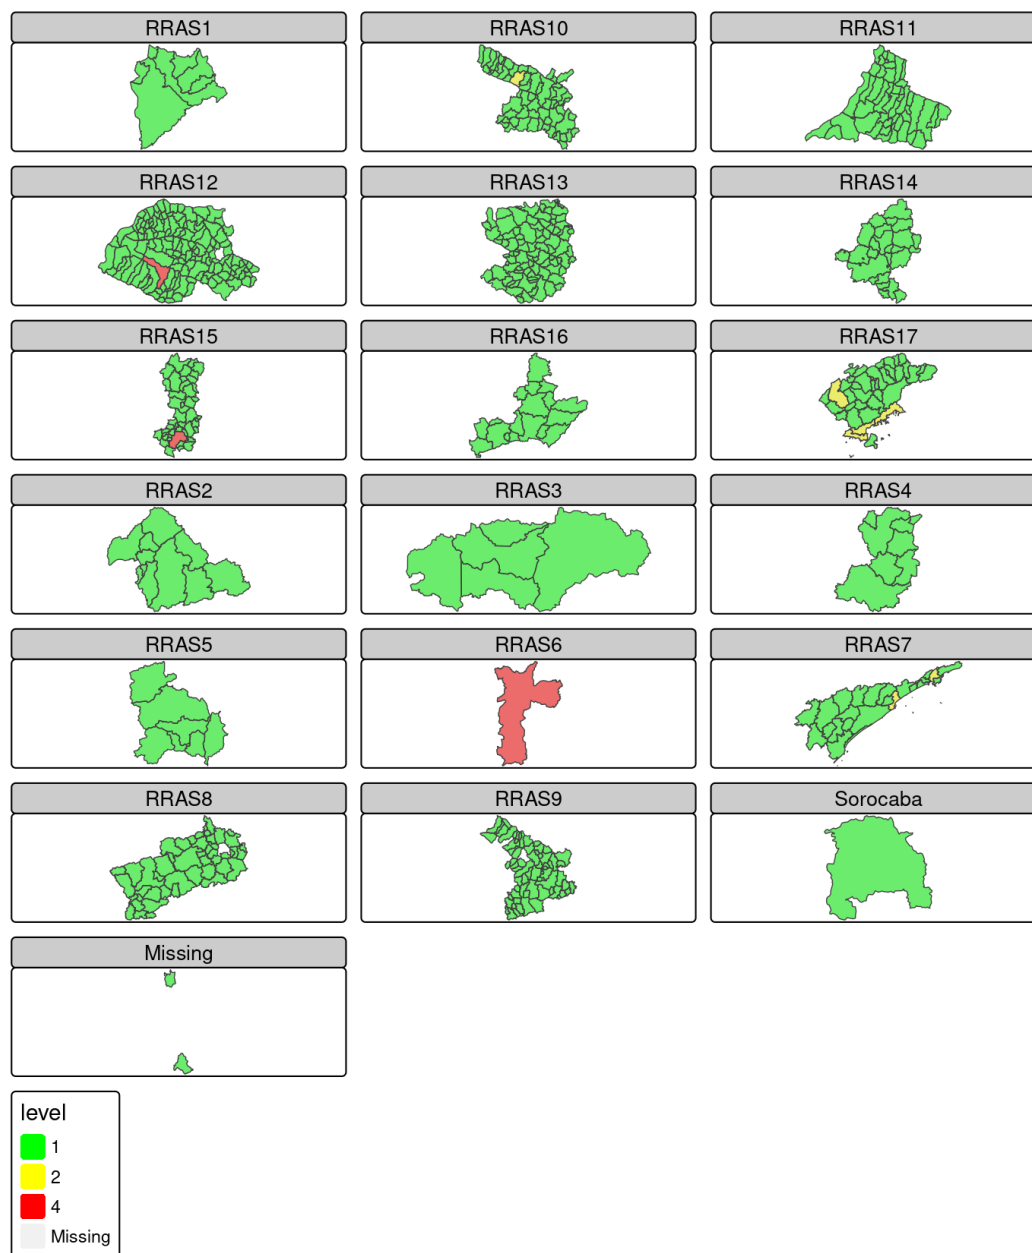 RRAS1
RRAS10
RRAS11
RRAS12
RRAS13
RRAS14
RRAS15
RRAS16
RRAS17
RRAS2
RRAS3
RRAS4
RRAS5
RRAS6
RRAS7
RRAS8
RRAS9
Sorocaba
Missing
level
1
2
4
Missing